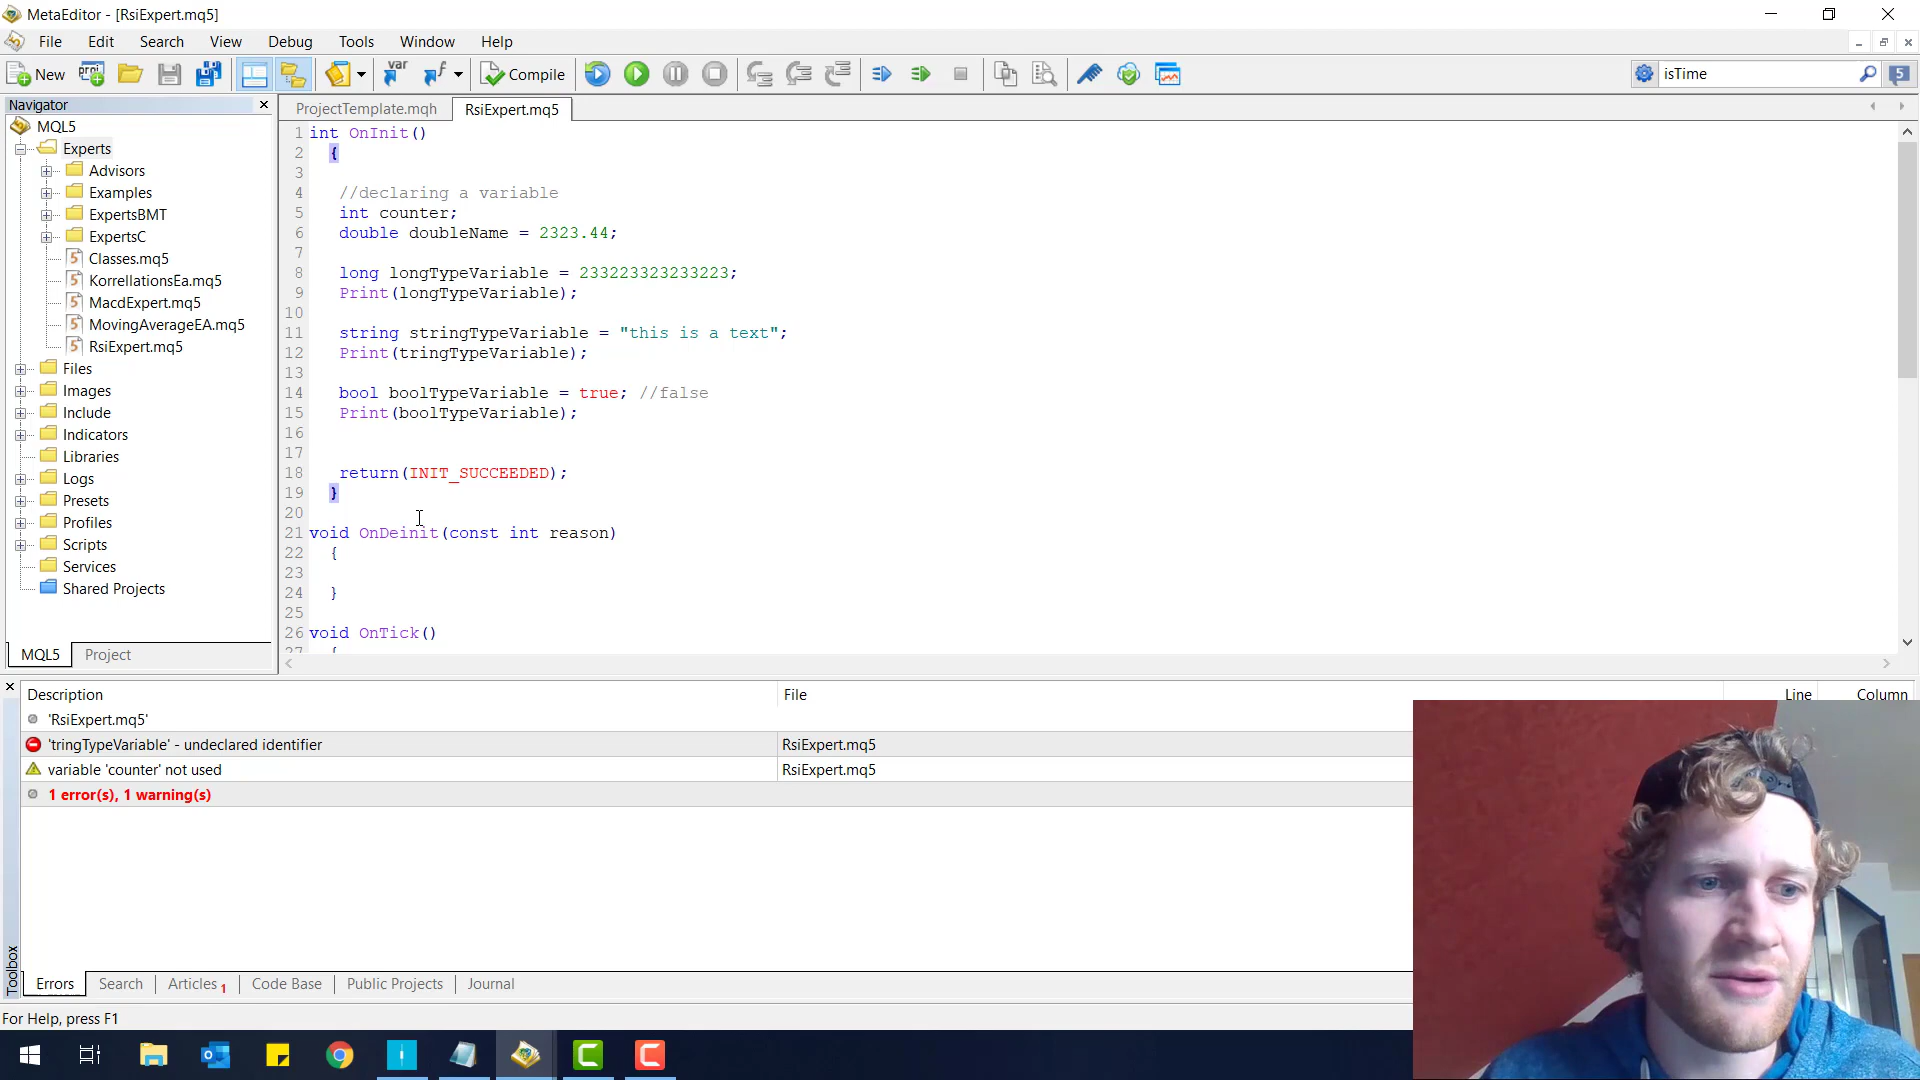 MetaEditor - [RsiExpert.mq5]
File Edit Search View Debug Tools Window Help
New var f Compile isTime 5
Navigator
ProjectTemplate.mqh RsiExpert.mq5
MQL5
Experts
Advisors
Examples
ExpertsBMT
ExpertsC
Classes.mq5
KorrellationsEa.mq5
MacdExpert.mq5
MovingAverageEA.mq5
RsiExpert.mq5
Files
Images
Include
Indicators
Libraries
Logs
Presets
Profiles
Scripts
Services
Shared Projects
MQL5 Project
1 int OnInit()
2 {
3
4 //declaring a variable
5 int counter;
6 double doubleName = 2323.44;
7
8 long longTypeVariable = 233223323233223;
9 Print(longTypeVariable);
10
11 string stringTypeVariable = "this is a text";
12 Print(tringTypeVariable);
13
14 bool boolTypeVariable = true; //false
15 Print(boolTypeVariable);
16
17
18 return(INIT_SUCCEEDED);
19 }
20
21 void OnDeinit(const int reason)
22 {
23
24 }
25
26 void OnTick()
27 {
Description File Line Column
'RsiExpert.mq5'
'tringTypeVariable' - undeclared identifier RsiExpert.mq5
variable 'counter' not used RsiExpert.mq5
1 error(s), 1 warning(s)
Toolbox
Errors Search Articles 1 Code Base Public Projects Journal
For Help, press F1